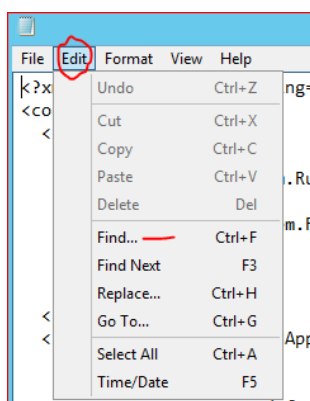 File Edit Format View Help
<?x ng=
<co
<
Undo Ctrl+Z
Cut Ctrl+X
Copy Ctrl+C
Paste Ctrl+V
Delete Del
Find... Ctrl+F
Find Next F3
Replace... Ctrl+H
Go To... Ctrl+G
Select All Ctrl+A
Time/Date F5
.Ru
m.F
<
<
App